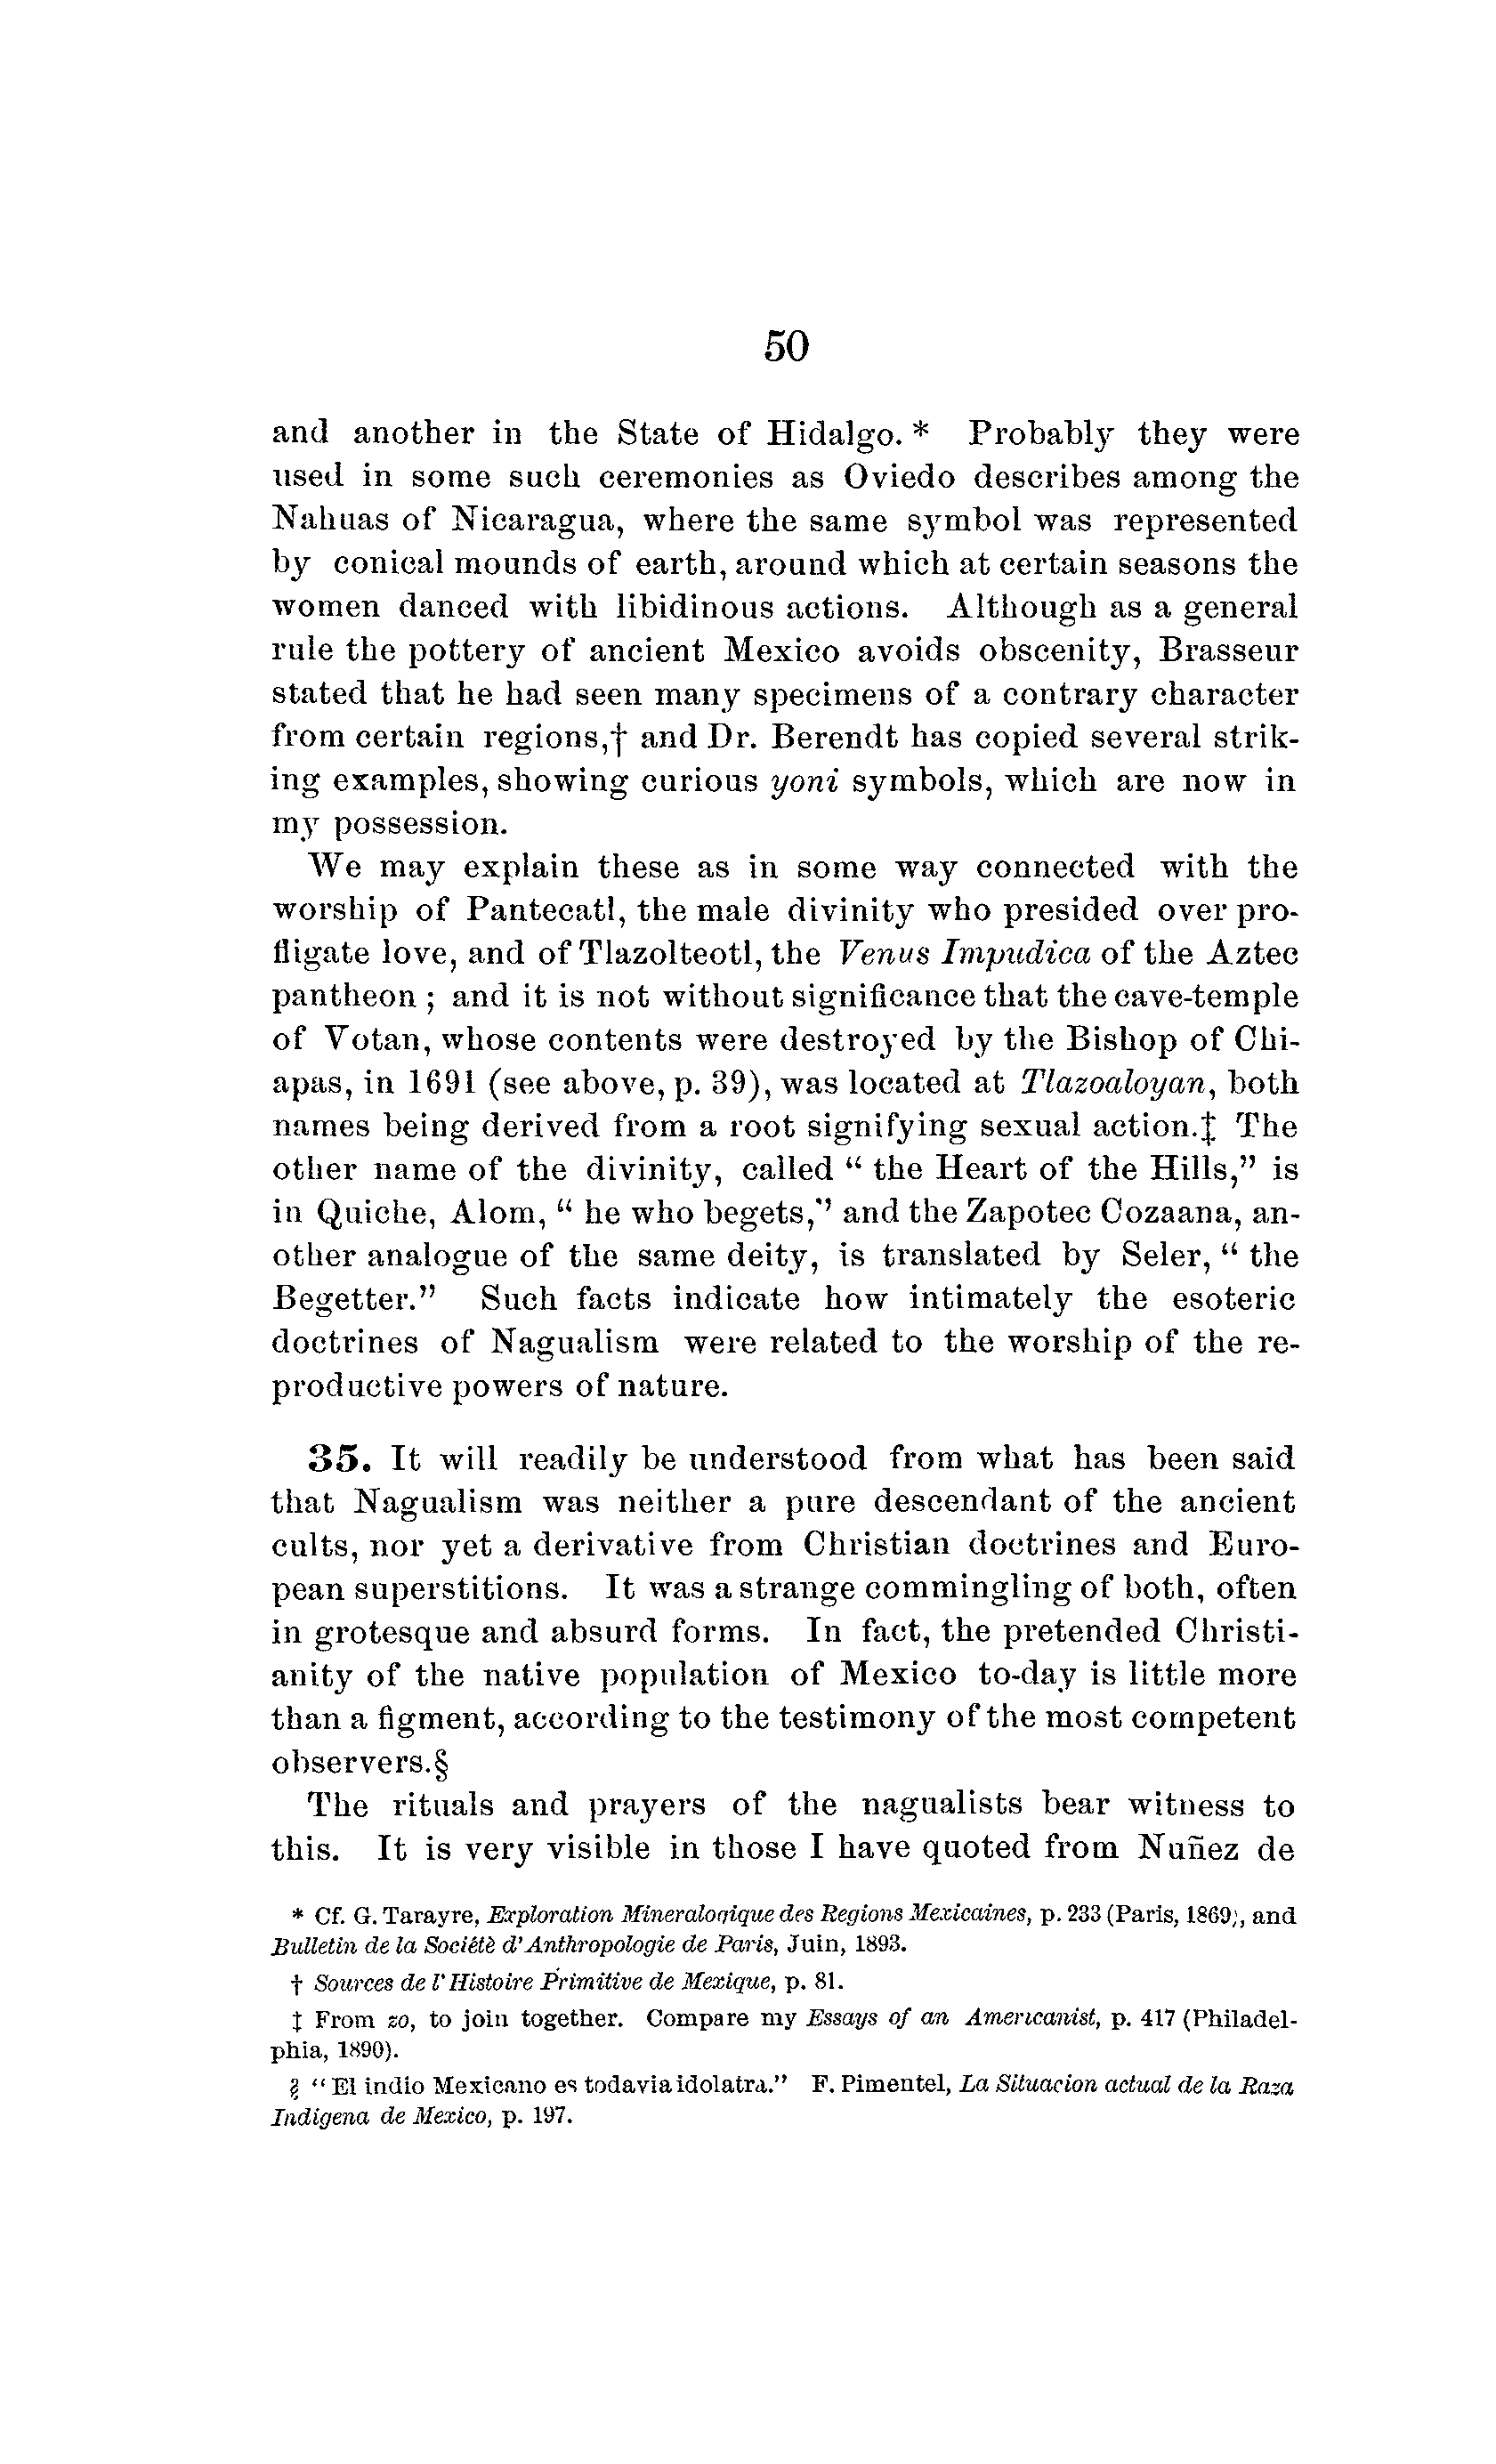 50
and another in the State of Hidalgo. * Probably they were
used in some such ceremonies as Oviedo describes among the
Nahuas of Nicaragua, where the same symbol was represented
by conical mounds of earth, around which at certain seasons the
women danced with libidinous actions. Although as a general
rule the pottery of ancient Mexico avoids obscenity, Brasseur
stated that he had seen many specimens of a contrary character
from certain regions,† and Dr. Berendt has copied several strik-
ing examples, showing curious yoni symbols, which are now in
my possession.
We may explain these as in some way connected with the
worship of Pantecatl, the male divinity who presided over pro-
fligate love, and of Tlazolteotl, the Venus Impudica of the Aztec
pantheon ; and it is not without significance that the cave-temple
of Votan, whose contents were destroyed by the Bishop of Chi-
apas, in 1691 (see above, p. 39), was located at Tlazoaloyan, both
names being derived from a root signifying sexual action.‡ The
other name of the divinity, called “ the Heart of the Hills,” is
in Quiche, Alom, “ he who begets,” and the Zapotec Cozaana, an-
other analogue of the same deity, is translated by Seler, “ the
Begetter.” Such facts indicate how intimately the esoteric
doctrines of Nagualism were related to the worship of the re-
productive powers of nature.
35. It will readily be understood from what has been said
that Nagualism was neither a pure descendant of the ancient
cults, nor yet a derivative from Christian doctrines and Euro-
pean superstitions. It was a strange commingling of both, often
in grotesque and absurd forms. In fact, the pretended Christi-
anity of the native population of Mexico to-day is little more
than a figment, according to the testimony of the most competent
observers.§
The rituals and prayers of the nagualists bear witness to
this. It is very visible in those I have quoted from Nuñez de
* Cf. G. Tarayre, Exploration Mineralogique des Regions Mexicaines, p. 233 (Paris, 1869), and
Bulletin de la Sociétè d'Anthropologie de Paris, Juin, 1893.
† Sources de l'Histoire Primitive de Mexique, p. 81.
‡ From zo, to join together. Compare my Essays of an Americanist, p. 417 (Philadel-
phia, 1890).
§ “El indio Mexicano es todavia idolatra.” F. Pimentel, La Situacion actual de la Raza
Indigena de Mexico, p. 197.